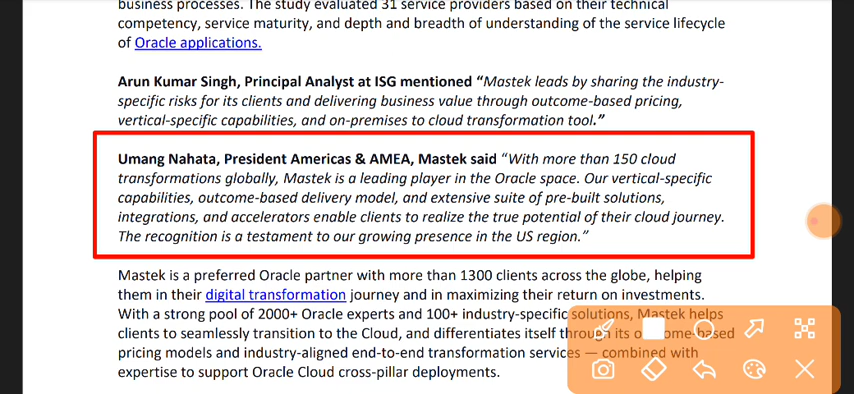 business processes. The study evaluated 31 service providers based on their technical
competency, service maturity, and depth and breadth of understanding of the service lifecycle
of Oracle applications.
Arun Kumar Singh, Principal Analyst at ISG mentioned “Mastek leads by sharing the industry-
specific risks for its clients and delivering business value through outcome-based pricing,
vertical-specific capabilities, and on-premises to cloud transformation tool.”
Umang Nahata, President Americas & AMEA, Mastek said “With more than 150 cloud
transformations globally, Mastek is a leading player in the Oracle space. Our vertical-specific
capabilities, outcome-based delivery model, and extensive suite of pre-built solutions,
integrations, and accelerators enable clients to realize the true potential of their cloud journey.
The recognition is a testament to our growing presence in the US region.”
Mastek is a preferred Oracle partner with more than 1300 clients across the globe, helping
them in their digital transformation journey and in maximizing their return on investments.
With a strong pool of 2000+ Oracle experts and 100+ industry-specific solutions, Mastek helps
clients to seamlessly transition to the Cloud, and differentiates itself through its outcome-based
pricing models and industry-aligned end-to-end transformation services — combined with
expertise to support Oracle Cloud cross-pillar deployments.